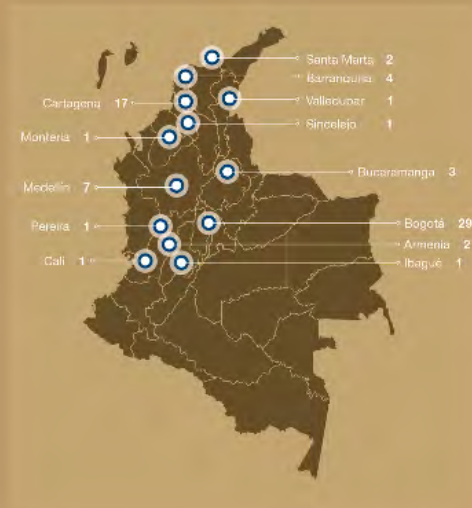 Santa Marta 2
Barranquilla 4
Cartagena 17
Valledupar 1
Sincelejo 1
Montería 1
Bucaramanga 3
Medellín 7
Pereira 1
Bogotá 29
Armenia 2
Cali 1
Ibagué 1